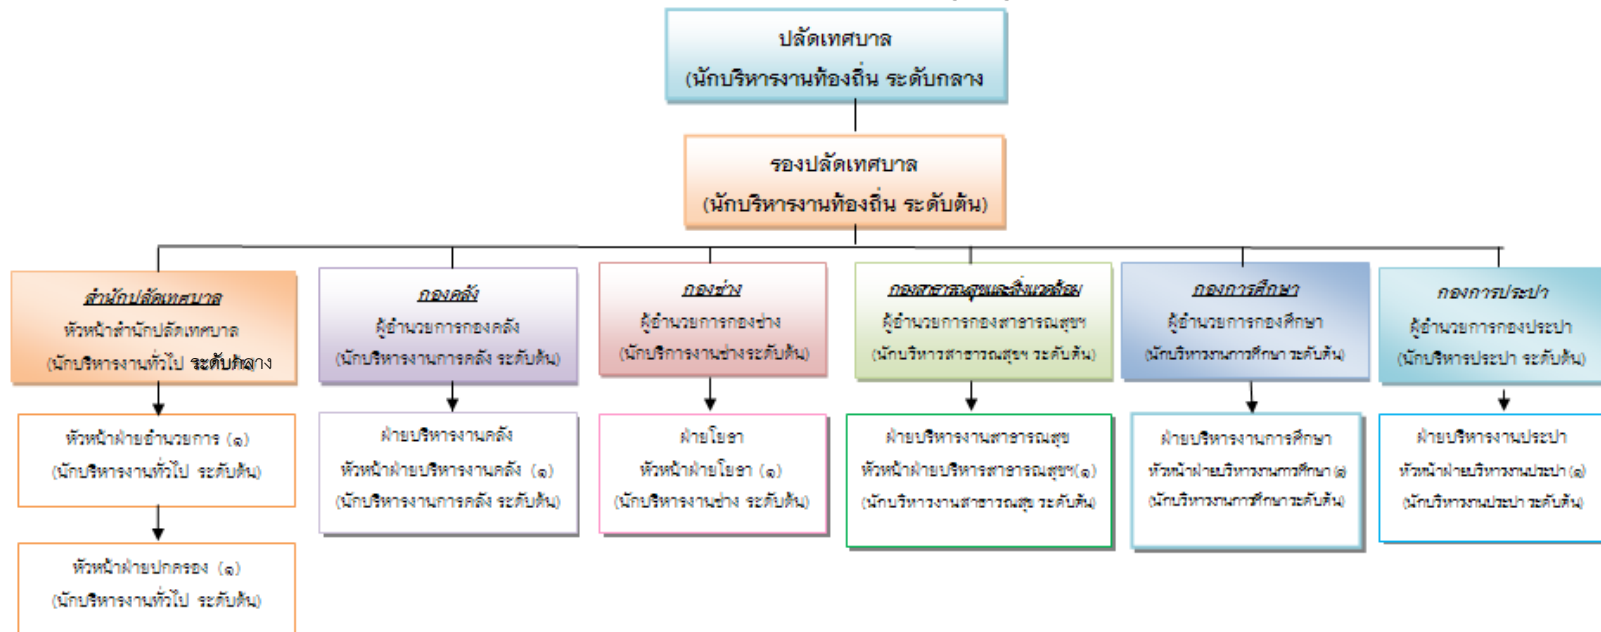 ปลัดเทศบาล
(นักบริหารงานท้องถิ่น ระดับกลาง
รองปลัดเทศบาล
(นักบริหารงานท้องถิ่น ระดับต้น)
สำนักปลัดเทศบาล
หัวหน้าสำนักปลัดเทศบาล
(นักบริหารงานทั่วไป ระดับกลาง
กองคลัง
ผู้อำนวยการกองคลัง
(นักบริหารงานการคลัง ระดับต้น)
กองช่าง
ผู้อำนวยการกองช่าง
(นักบริการงานช่างระดับต้น)
กองสาธารณสุขและสิ่งแวดล้อม
ผู้อำนวยการกองสาธารณสุขฯ
(นักบริหารสาธารณสุขฯ ระดับต้น)
กองการศึกษา
ผู้อำนวยการกองศึกษา
(นักบริหารงานการศึกษา ระดับต้น)
กองการประปา
ผู้อำนวยการกองประปา
(นักบริหารประปา ระดับต้น)
หัวหน้าฝ่ายอำนวยการ (๑)
(นักบริหารงานทั่วไป ระดับต้น)
ฝ่ายบริหารงานคลัง
หัวหน้าฝ่ายบริหารงานคลัง (๑)
(นักบริหารงานการคลัง ระดับต้น)
ฝ่ายโยธา
หัวหน้าฝ่ายโยธา (๑)
(นักบริหารงานช่าง ระดับต้น)
ฝ่ายบริหารงานสาธารณสุข
หัวหน้าฝ่ายบริหารสาธารณสุขฯ(๑)
(นักบริหารงานสาธารณสุข ระดับต้น)
ฝ่ายบริหารงานการศึกษา
หัวหน้าฝ่ายบริหารงานการศึกษา (๑)
(นักบริหารงานการศึกษา ระดับต้น)
ฝ่ายบริหารงานประปา
หัวหน้าฝ่ายบริหารงานประปา (๑)
(นักบริหารงานประปา ระดับต้น)
หัวหน้าฝ่ายปกครอง (๑)
(นักบริหารงานทั่วไป ระดับต้น)